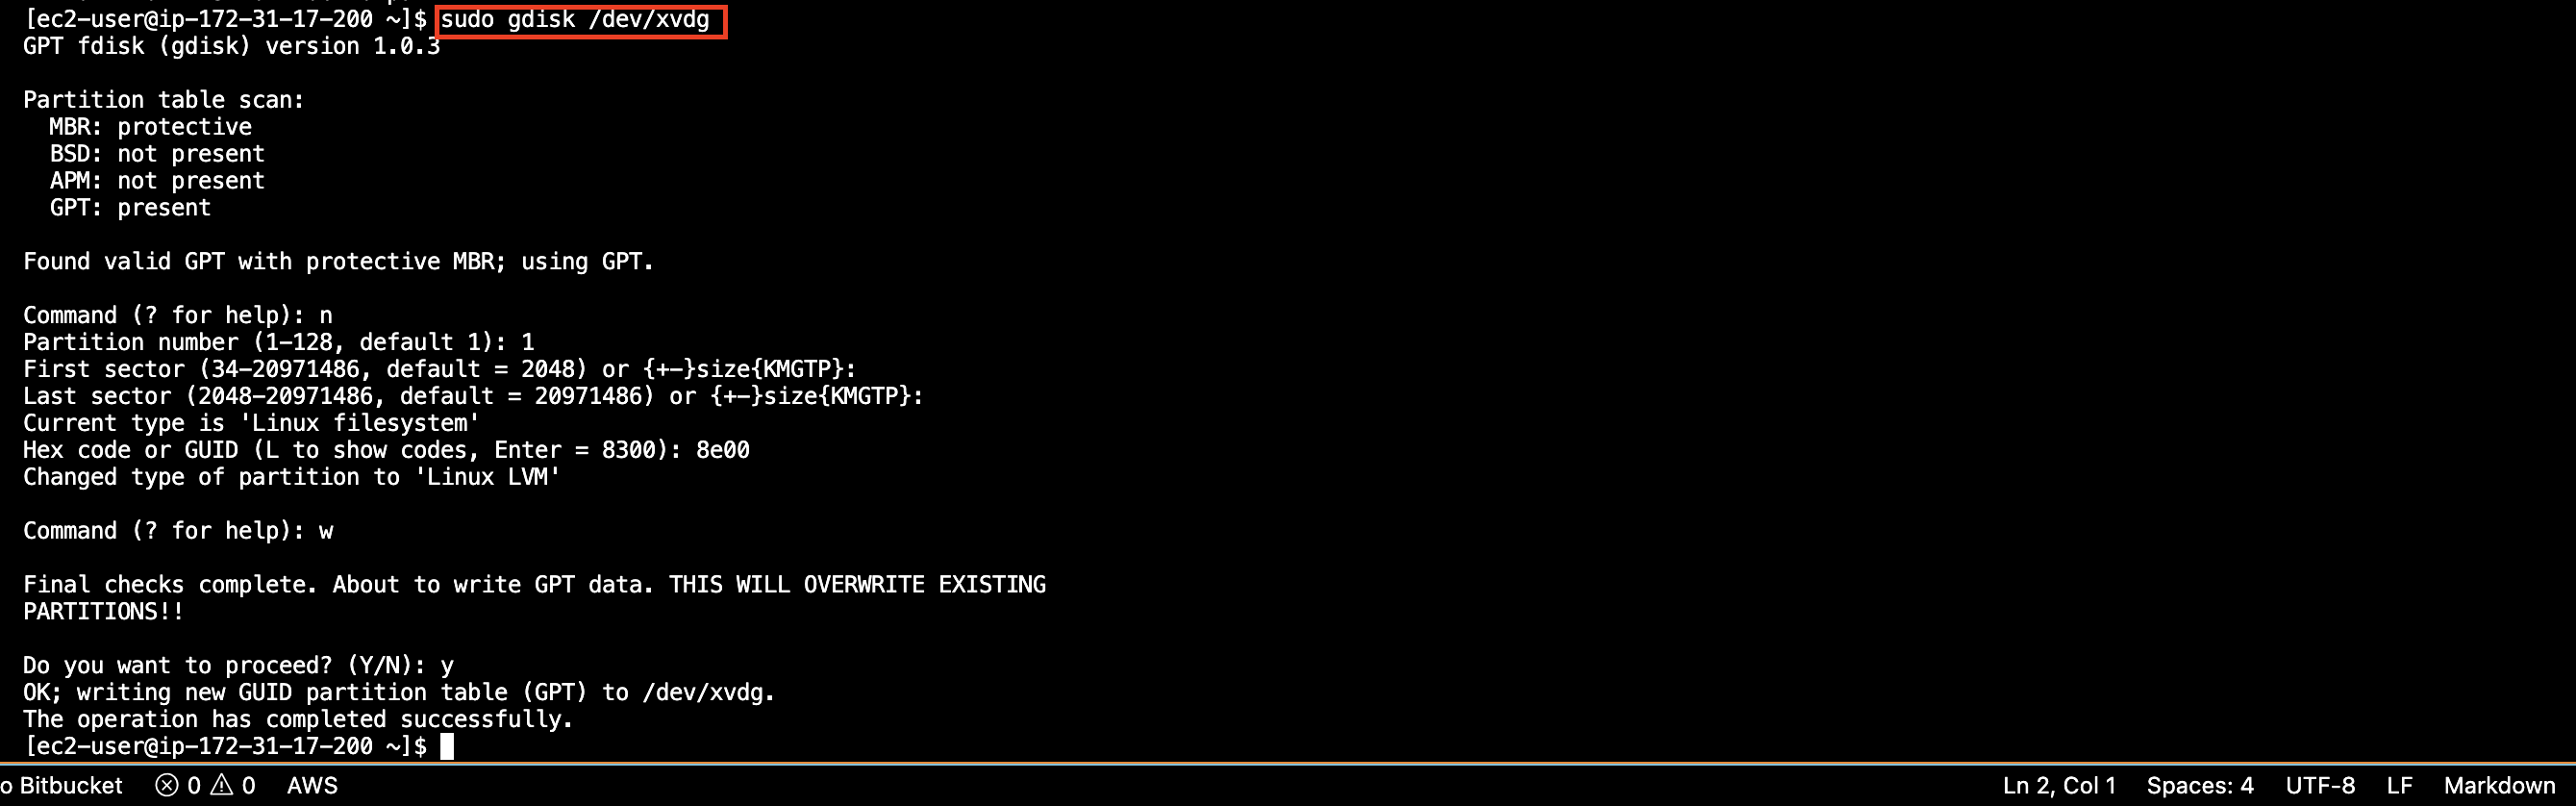 [ec2-user@ip-172-31-17-200 ~]$ sudo gdisk /dev/xvdg
GPT fdisk (gdisk) version 1.0.3

Partition table scan:
  MBR: protective
  BSD: not present
  APM: not present
  GPT: present

Found valid GPT with protective MBR; using GPT.

Command (? for help): n
Partition number (1-128, default 1): 1
First sector (34-20971486, default = 2048) or {+-}size{KMGTP}:
Last sector (2048-20971486, default = 20971486) or {+-}size{KMGTP}:
Current type is 'Linux filesystem'
Hex code or GUID (L to show codes, Enter = 8300): 8e00
Changed type of partition to 'Linux LVM'

Command (? for help): w

Final checks complete. About to write GPT data. THIS WILL OVERWRITE EXISTING
PARTITIONS!!

Do you want to proceed? (Y/N): y
OK; writing new GUID partition table (GPT) to /dev/xvdg.
The operation has completed successfully.
[ec2-user@ip-172-31-17-200 ~]$
o Bitbucket 0 0 AWS Ln 2, Col 1 Spaces: 4 UTF-8 LF Markdown